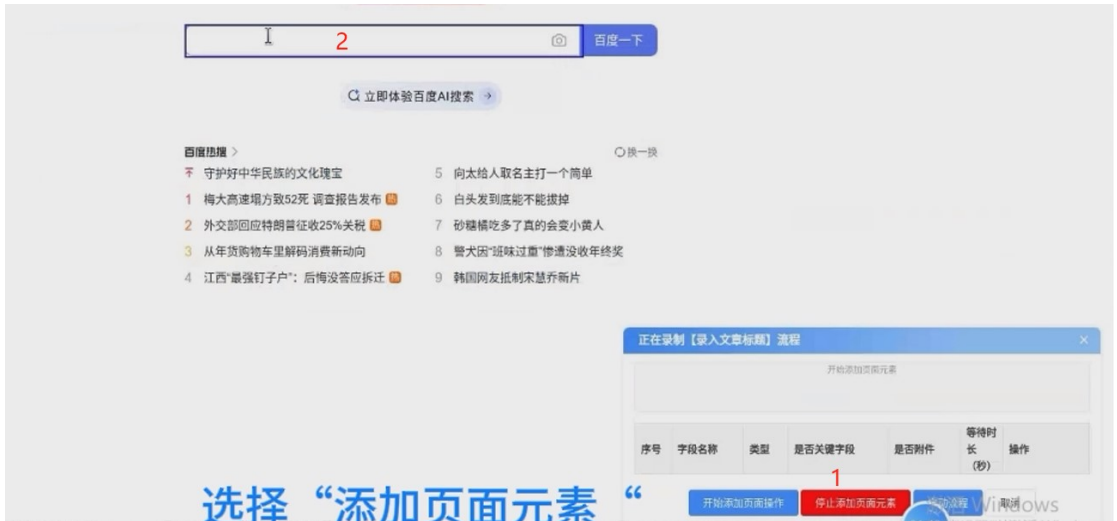 2
百度一下
立即体验百度AI搜索
百度热搜
换一换
守护好中华民族的文化瑰宝
1 梅大高速塌方致52死 调查报告发布 热
2 外交部回应特朗普征收25%关税 热
3 从年货购物车里解码消费新动向
4 江西“最强钉子户”：后悔没答应拆迁 热
5 向太给人取名主打一个简单
6 白头发到底能不能拔掉
7 砂糖橘吃多了真的会变小黄人
8 警犬因“班味过重”惨遭没收年终奖
9 韩国网友抵制宋慧乔新片
正在录制【录入文章标题】流程
开始添加页面元素
序号 字段名称 类型 是否关键字段 是否附件 等待时长（秒） 操作
1
开始添加页面操作 停止添加页面元素 流程 取消
Windows
选择“添加页面元素“